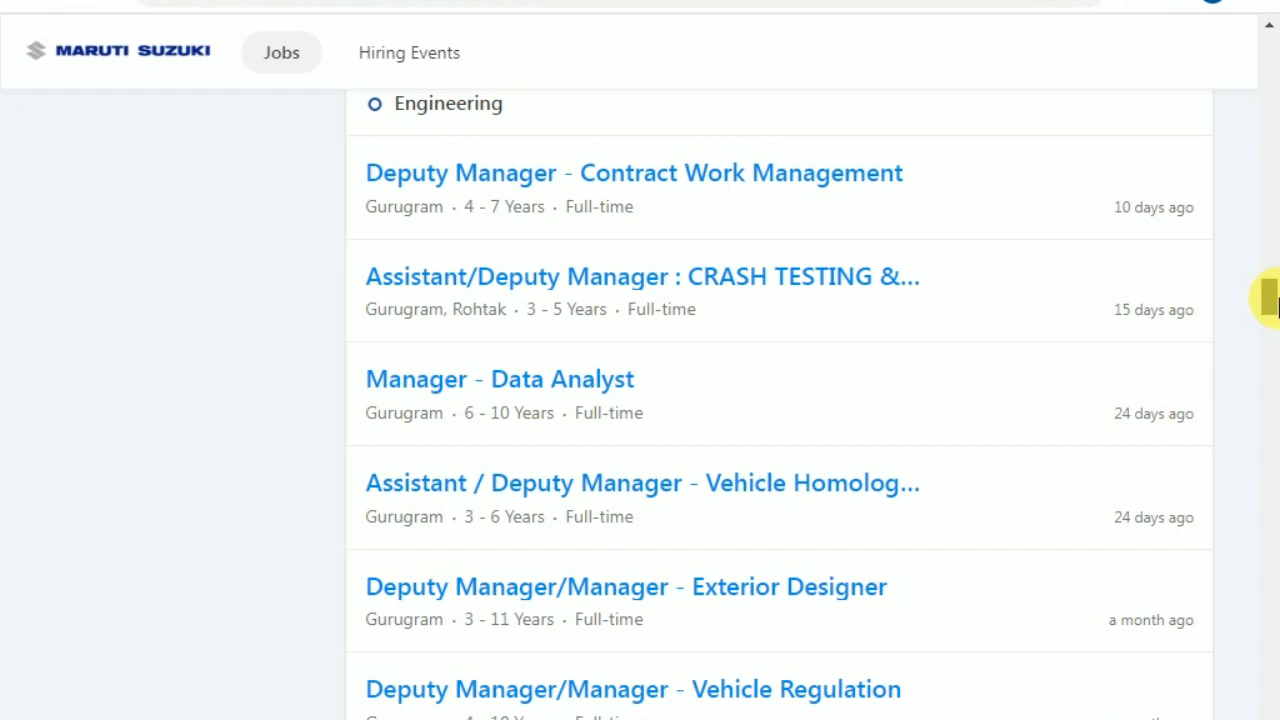 MARUTI SUZUKI Jobs Hiring Events
Engineering
Deputy Manager - Contract Work Management
Gurugram · 4 - 7 Years · Full-time 10 days ago
Assistant/Deputy Manager : CRASH TESTING &...
Gurugram, Rohtak · 3 - 5 Years · Full-time 15 days ago
Manager - Data Analyst
Gurugram · 6 - 10 Years · Full-time 24 days ago
Assistant / Deputy Manager - Vehicle Homolog...
Gurugram · 3 - 6 Years · Full-time 24 days ago
Deputy Manager/Manager - Exterior Designer
Gurugram · 3 - 11 Years · Full-time a month ago
Deputy Manager/Manager - Vehicle Regulation